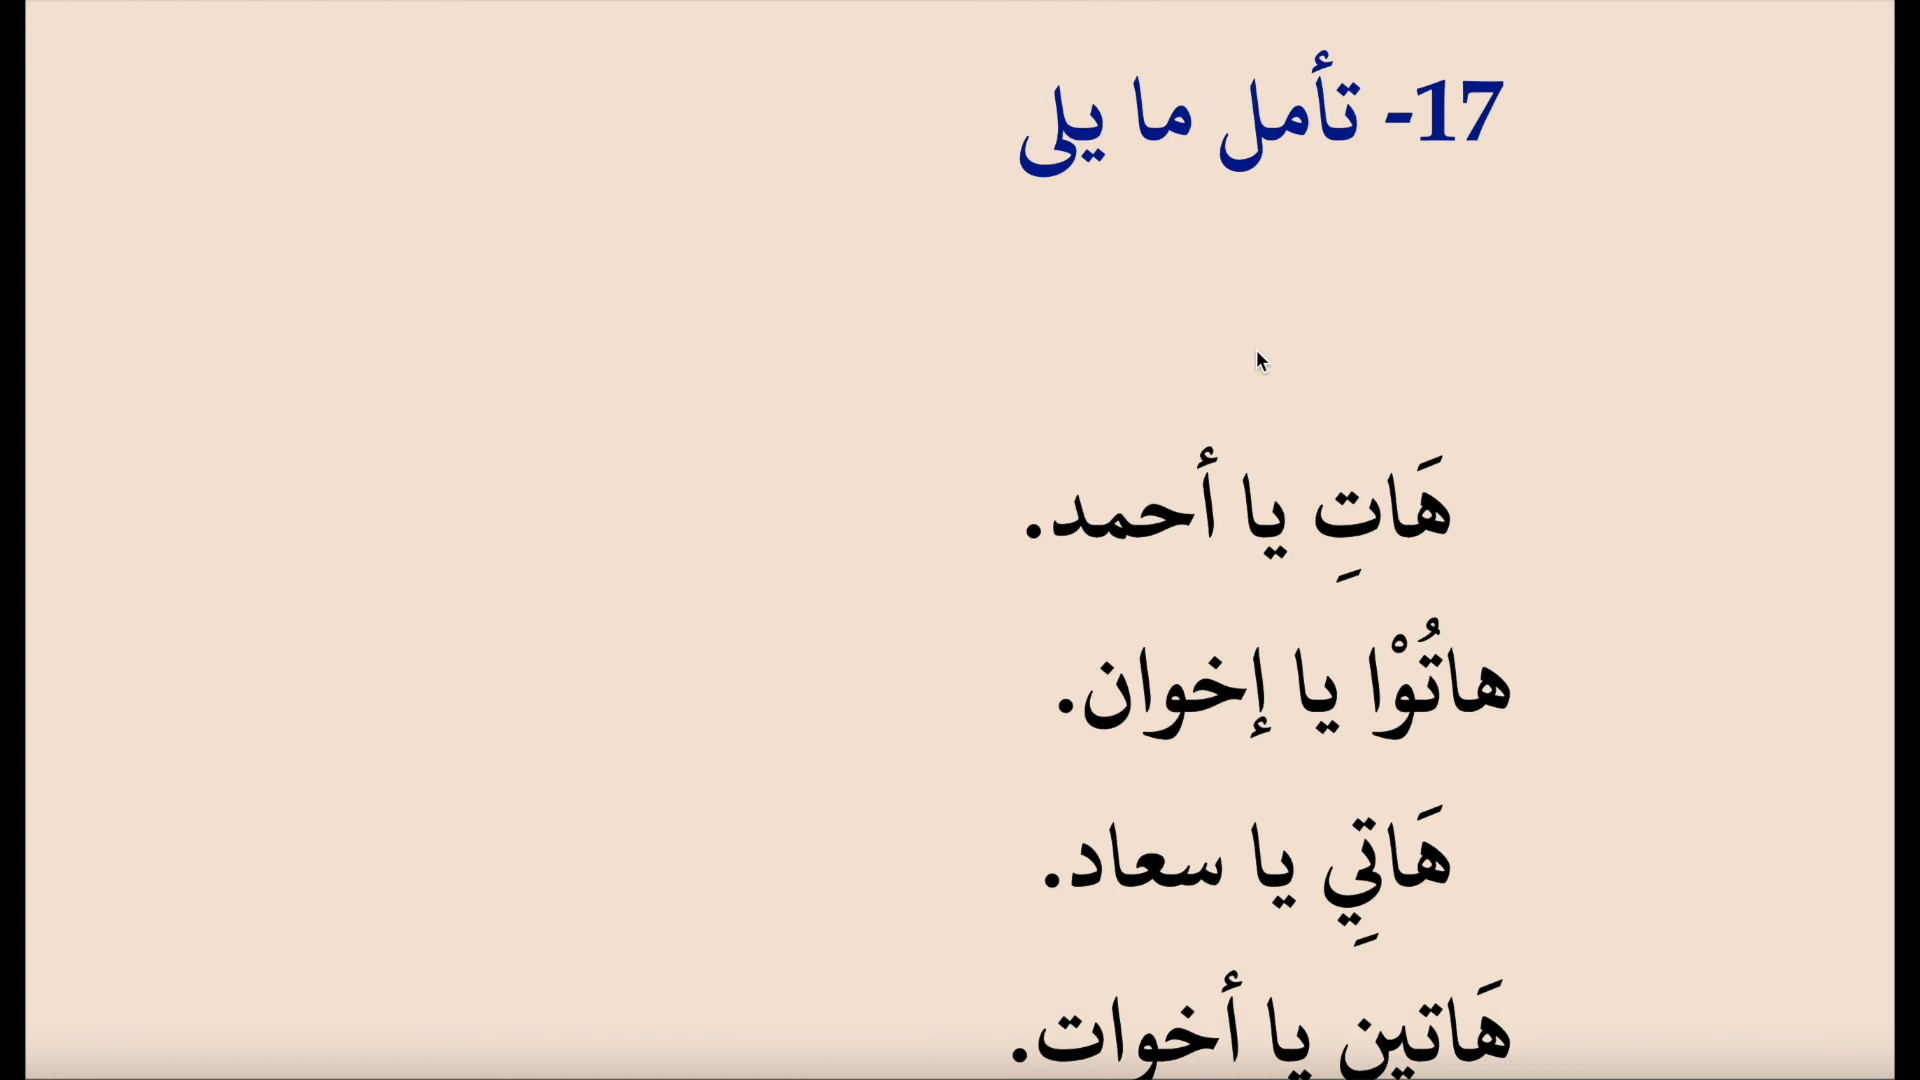 17- تأمل ما يلى
هَاتِ يا أحمد.
هاتُوْا يا إخوان.
هَاتِي يا سعاد.
هَاتين يا أخوات.